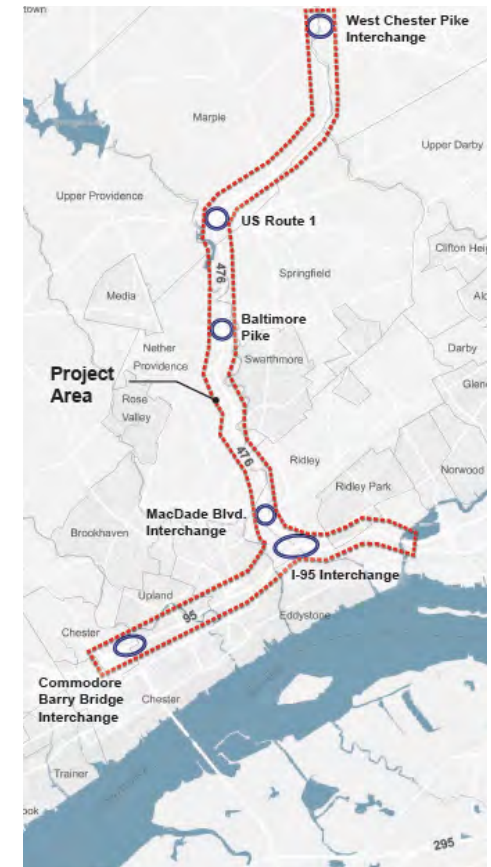 town
West Chester Pike
Interchange
Marple
Upper Darby
Upper Providence
US Route 1
Clifton Heig
476
Springfield
Media
Baltimore
Pike
Nether
Providence
Swarthmore
Darby
Project
Area
Rose
Valley
476
Ridley
Norwood
Ridley Park
MacDade Blvd.
Interchange
Brookhaven
I-95 Interchange
Upland
95
Eddystone
Chester
Commodore
Barry Bridge
Interchange
Chester
Trainer
ook
295